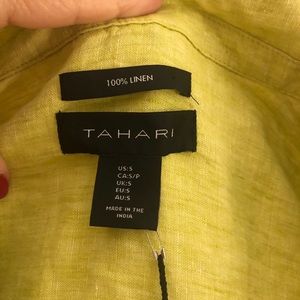 100% LINEN
TAHARI
US:S
CA:S/P
UK:S
EU:S
AU:S
MADE IN THE
INDIA